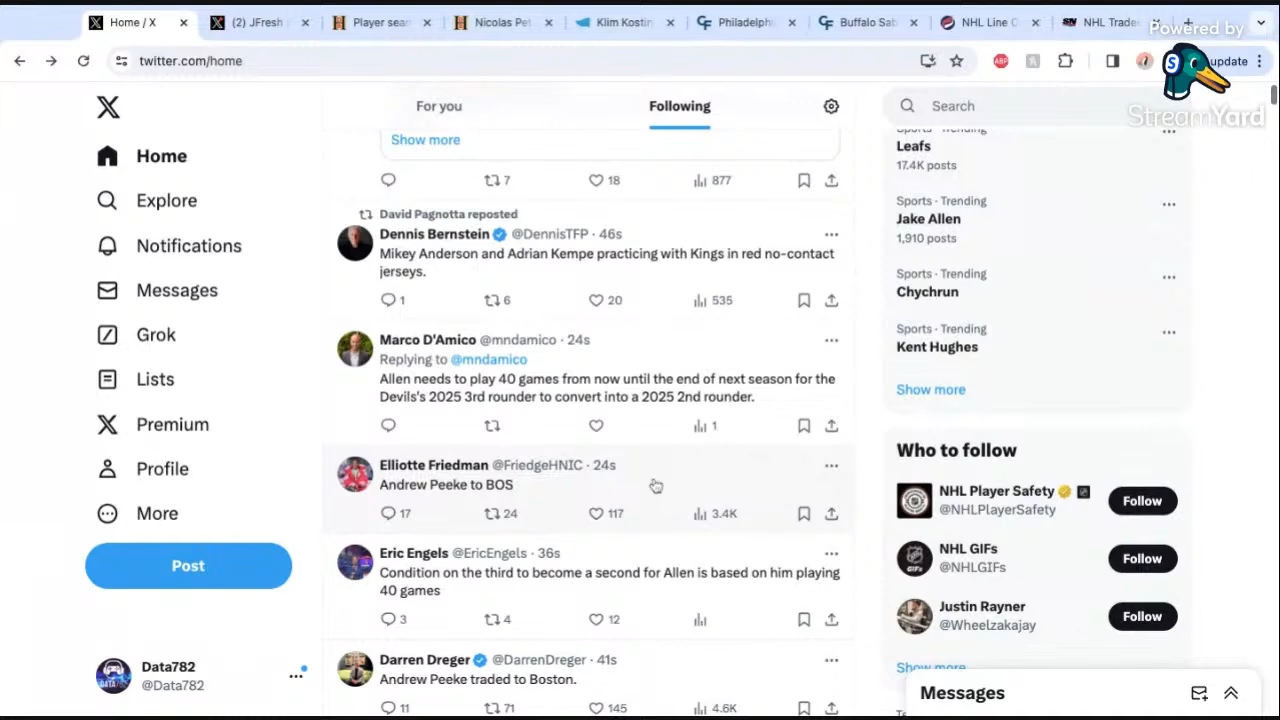 Home / X
(2) JFresh
Player sear
Nicolas Pet
Klim Kostin
Philadelph
Buffalo Sab
NHL Line C
NHL Trade
Powered by
twitter.com/home
ABP
update
StreamYard
Home
Explore
Notifications
Messages
Grok
Lists
Premium
Profile
More
Post
Data782
@Data782
For you
Following
Show more
7
18
877
David Pagnotta reposted
Dennis Bernstein @DennisTFP · 46s
Mikey Anderson and Adrian Kempe practicing with Kings in red no-contact
jerseys.
1
6
20
535
Marco D'Amico @mndamico · 24s
Replying to @mndamico
Allen needs to play 40 games from now until the end of next season for the
Devils's 2025 3rd rounder to convert into a 2025 2nd rounder.
1
Elliotte Friedman @FriedgeHNIC · 24s
Andrew Peeke to BOS
17
24
117
3.4K
Eric Engels @EricEngels · 36s
Condition on the third to become a second for Allen is based on him playing
40 games
3
4
12
Darren Dreger @DarrenDreger · 41s
Andrew Peeke traded to Boston.
11
71
145
4.6K
Search
Sports · Trending
Leafs
17.4K posts
Sports · Trending
Jake Allen
1,910 posts
Sports · Trending
Chychrun
Sports · Trending
Kent Hughes
Show more
Who to follow
NHL Player Safety
@NHLPlayerSafety
Follow
NHL GIFs
@NHLGIFs
Follow
Justin Rayner
@Wheelzakajay
Follow
Show more
Messages